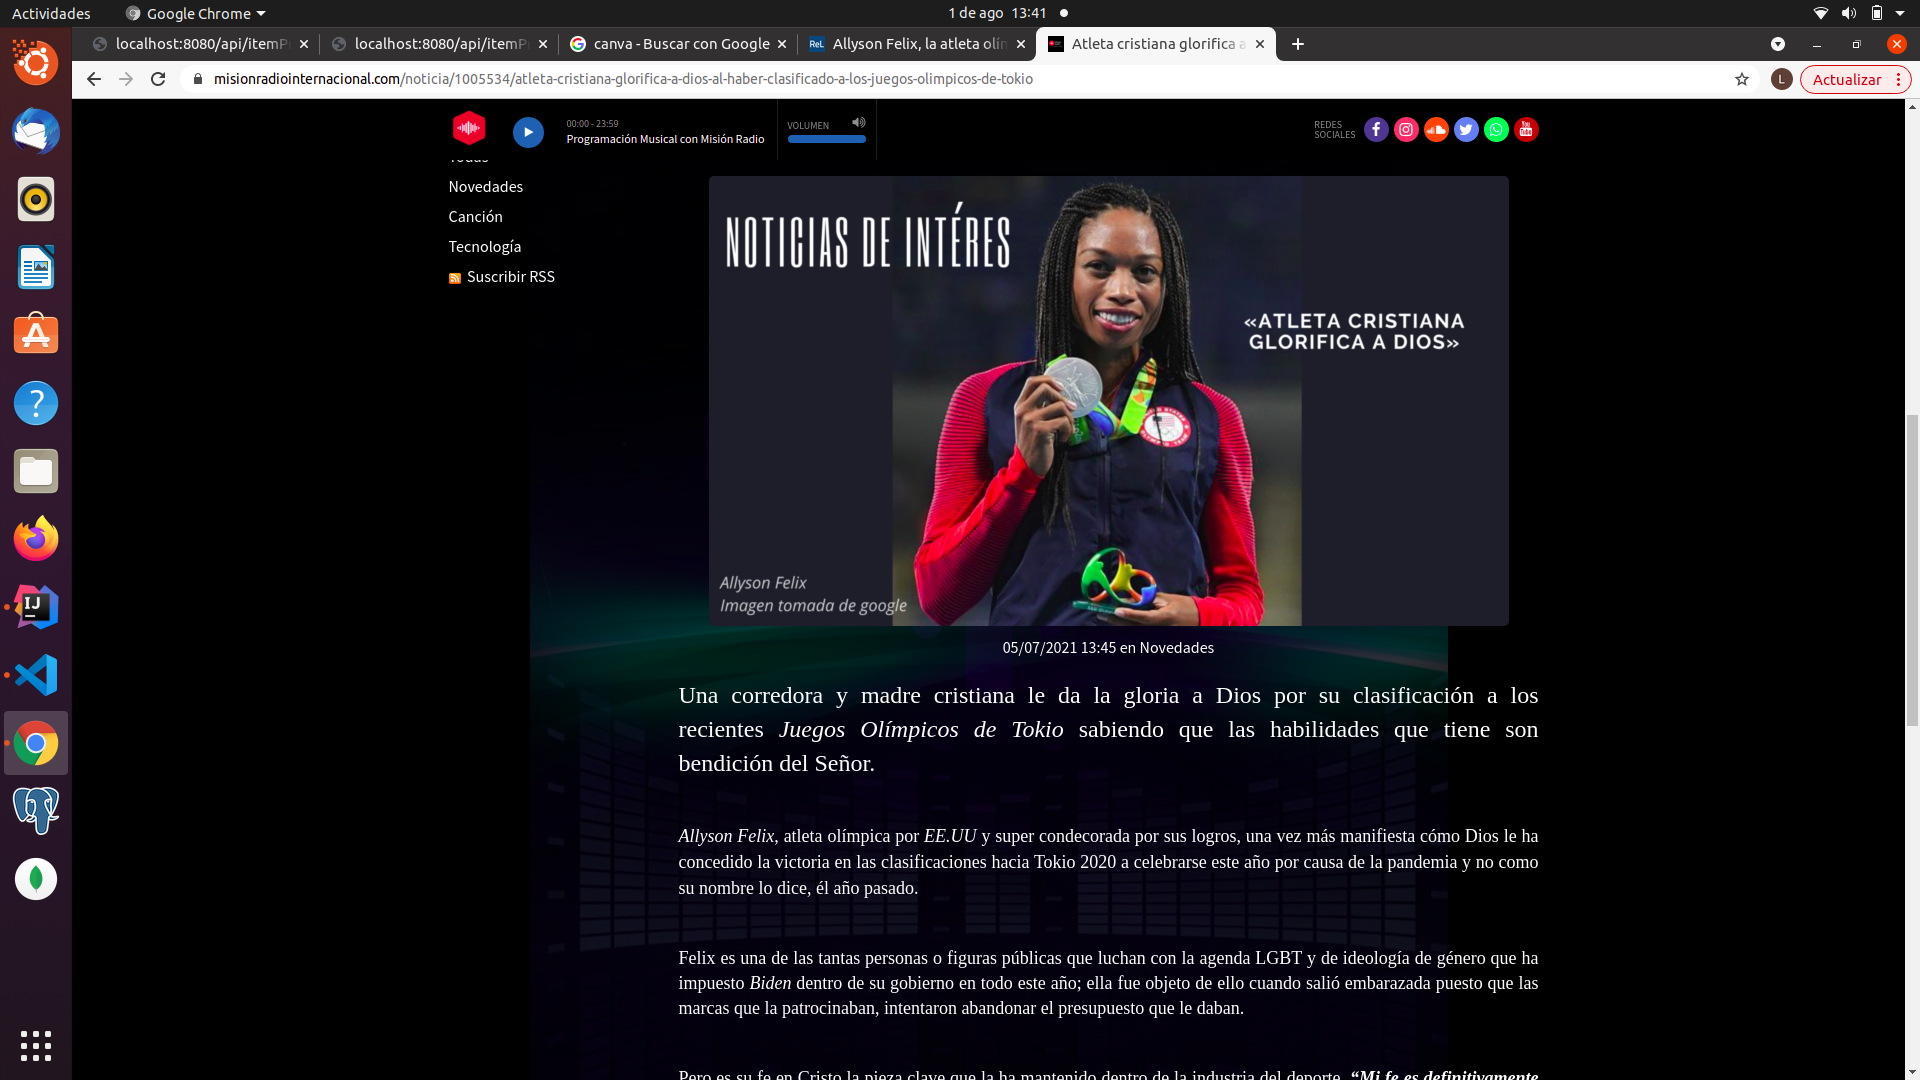 Actividades
Google Chrome
1 de ago 13:41
localhost:8080/api/itemP
localhost:8080/api/itemP
canva - Buscar con Google
ReL
Allyson Felix, la atleta olí
Atleta cristiana glorifica a
misionradiointernacional.com/noticia/1005534/atleta-cristiana-glorifica-a-dios-al-haber-clasificado-a-los-juegos-olimpicos-de-tokio
L
Actualizar
00:00 - 23:59
Programación Musical con Misión Radio
VOLUMEN
REDES
SOCIALES
Todas
Novedades
Canción
Tecnología
Suscribir RSS
NOTICIAS DE INTÉRES
«ATLETA CRISTIANA
GLORIFICA A DIOS»
Allyson Felix
Imagen tomada de google
05/07/2021 13:45 en Novedades
Una corredora y madre cristiana le da la gloria a Dios por su clasificación a los
recientes Juegos Olímpicos de Tokio sabiendo que las habilidades que tiene son
bendición del Señor.
Allyson Felix, atleta olímpica por EE.UU y super condecorada por sus logros, una vez más manifiesta cómo Dios le ha
concedido la victoria en las clasificaciones hacia Tokio 2020 a celebrarse este año por causa de la pandemia y no como
su nombre lo dice, él año pasado.
Felix es una de las tantas personas o figuras públicas que luchan con la agenda LGBT y de ideología de género que ha
impuesto Biden dentro de su gobierno en todo este año; ella fue objeto de ello cuando salió embarazada puesto que las
marcas que la patrocinaban, intentaron abandonar el presupuesto que le daban.
Pero es su fe en Cristo la pieza clave que la ha mantenido dentro de la industria del deporte. “Mi fe es definitivamente